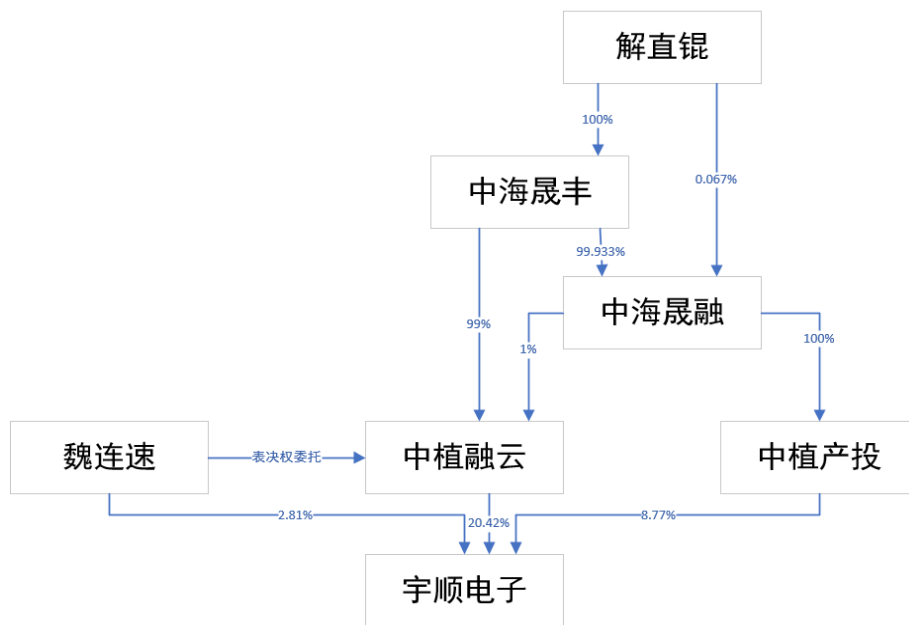 解直锟
100%
中海晟丰
0.067%
99.933%
中海晟融
99%
1%
100%
魏连速
表决权委托
中植融云
中植产投
2.81%
20.42%
8.77%
宇顺电子